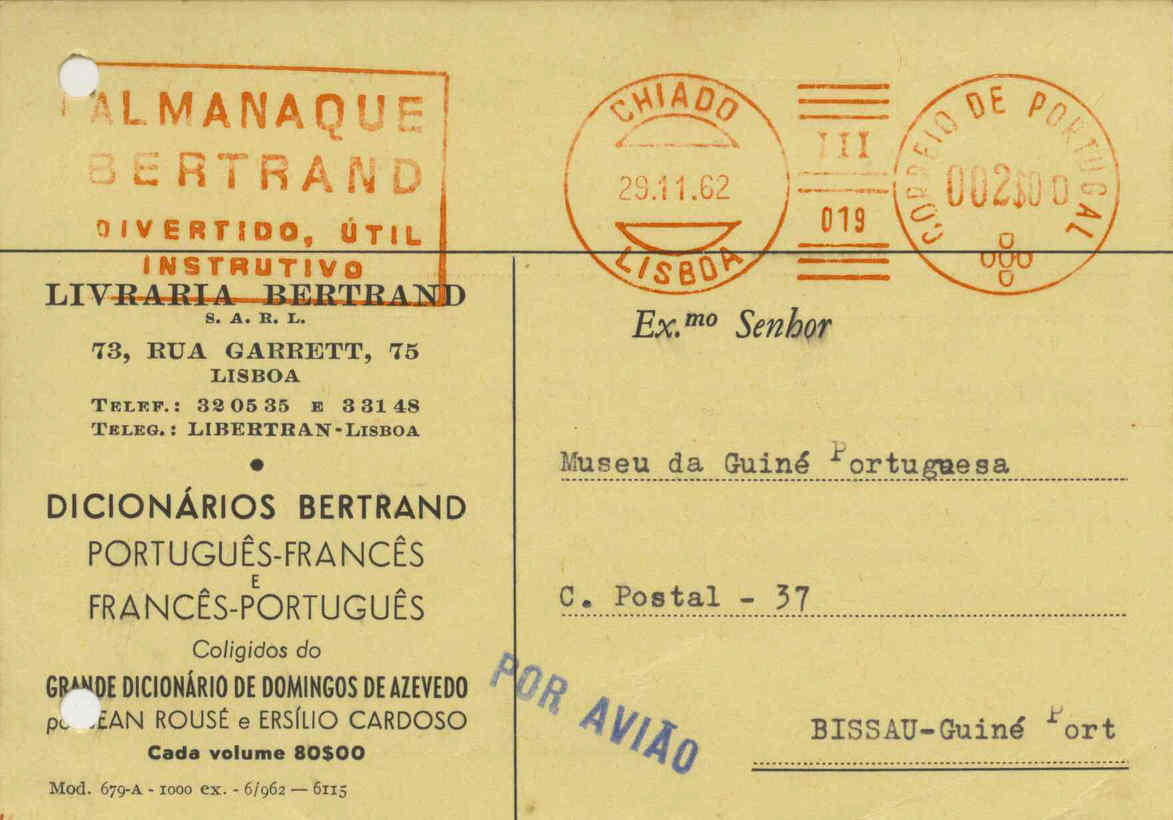 ALMANAQUE
BERTRAND
DIVERTIDO, ÚTIL
INSTRUTIVO
CHIADO
29.11.62
LISBOA
III
019
CORREIO DE PORTUGAL
002$00
LIVRARIA BERTRAND
S. A. R. L.
73, RUA GARRETT, 75
LISBOA
TELEF.: 32 05 35 E 3 31 48
TELEG.: LIBERTRAN-LISBOA
•
DICIONÁRIOS BERTRAND
PORTUGUÊS-FRANCÊS
E
FRANCÊS-PORTUGUÊS
Coligidos do
GRANDE DICIONÁRIO DE DOMINGOS DE AZEVEDO
por JEAN ROUSÉ e ERSÍLIO CARDOSO
Cada volume 80$00
Mod. 679-A - 1000 ex. - 6/962 — 6115
Ex.mo Senhor
Museu da Guiné Portuguesa
C. Postal - 37
POR AVIÃO
BISSAU-Guiné Port